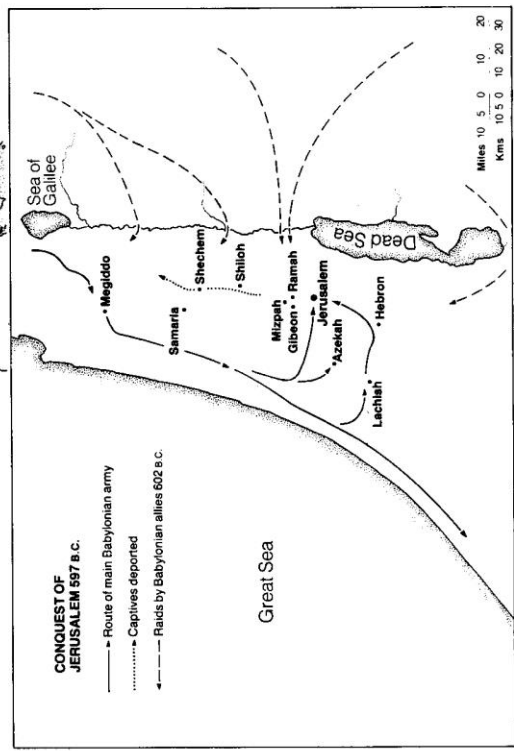 CONQUEST OF
JERUSALEM 597 B.C.
Route of main Babylonian army
Captives deported
Raids by Babylonian allies 602 B.C.
Great Sea
Sea of
Galilee
Megiddo
Samaria
Shechem
Shiloh
Mizpah
Gibeon
Ramah
Jerusalem
Azekah
Lachish
Hebron
Dead Sea
Miles 10 5 0 10 20
Kms 10 5 0 10 20 30